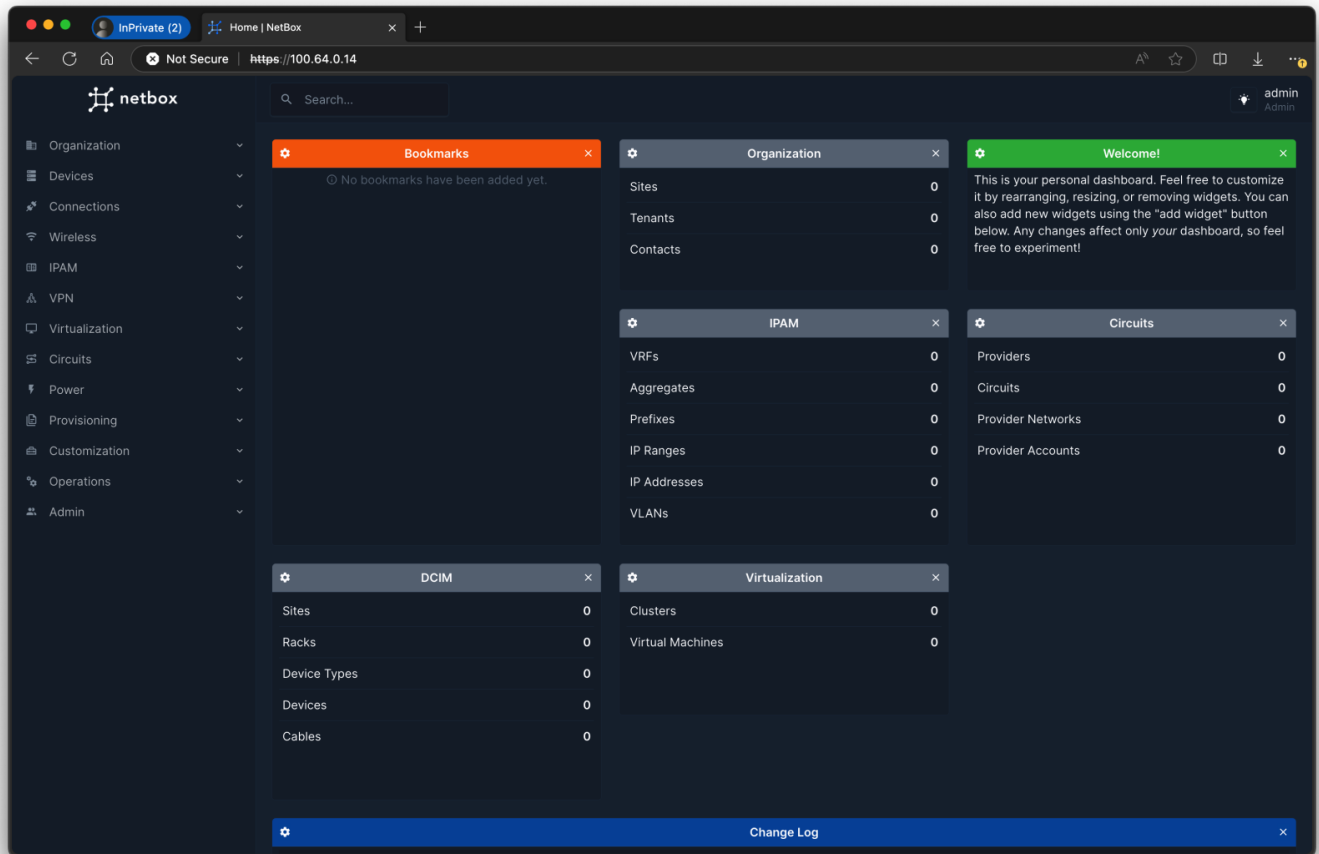 InPrivate (2)
Home | NetBox
Not Secure
https://100.64.0.14
netbox
Search...
admin
Admin
Organization
Devices
Connections
Wireless
IPAM
VPN
Virtualization
Circuits
Power
Provisioning
Customization
Operations
Admin
Bookmarks
No bookmarks have been added yet.
Organization
Sites 0
Tenants 0
Contacts 0
Welcome!
This is your personal dashboard. Feel free to customize
it by rearranging, resizing, or removing widgets. You can
also add new widgets using the "add widget" button
below. Any changes affect only your dashboard, so feel
free to experiment!
IPAM
VRFs 0
Aggregates 0
Prefixes 0
IP Ranges 0
IP Addresses 0
VLANs 0
Circuits
Providers 0
Circuits 0
Provider Networks 0
Provider Accounts 0
DCIM
Sites 0
Racks 0
Device Types 0
Devices 0
Cables 0
Virtualization
Clusters 0
Virtual Machines 0
Change Log